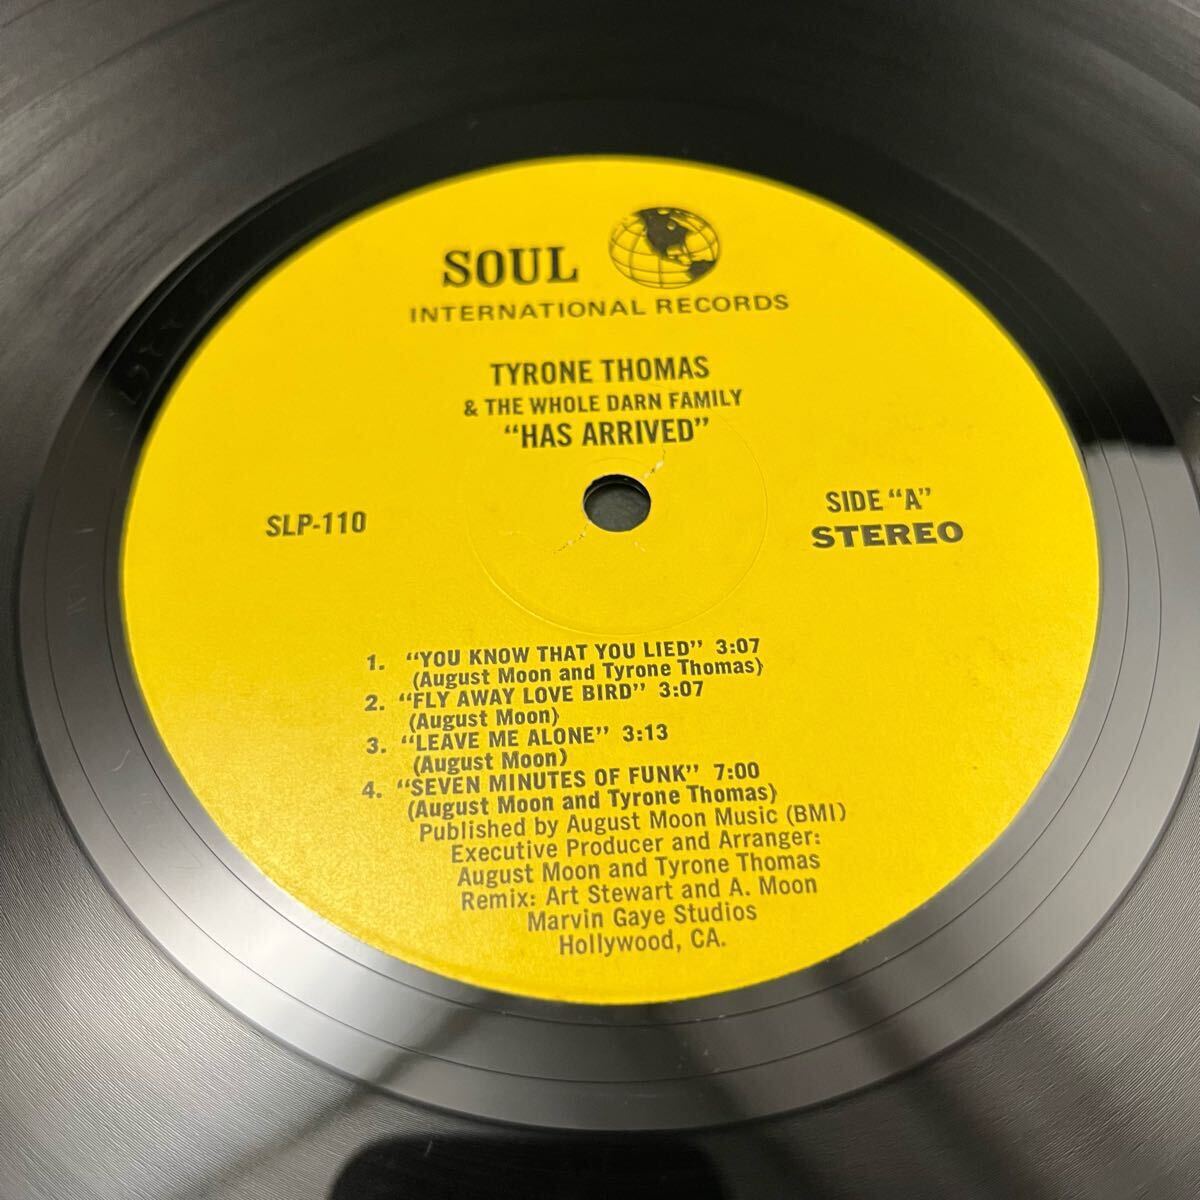 SOUL
INTERNATIONAL RECORDS
TYRONE THOMAS
& THE WHOLE DARN FAMILY
"HAS ARRIVED"
SLP-110
SIDE "A"
STEREO
1. "YOU KNOW THAT YOU LIED" 3:07
(August Moon and Tyrone Thomas)
2. "FLY AWAY LOVE BIRD" 3:07
(August Moon)
3. "LEAVE ME ALONE" 3:13
(August Moon)
4. "SEVEN MINUTES OF FUNK" 7:00
(August Moon and Tyrone Thomas)
Published by August Moon Music (BMI)
Executive Producer and Arranger:
August Moon and Tyrone Thomas
Remix: Art Stewart and A. Moon
Marvin Gaye Studios
Hollywood, CA.